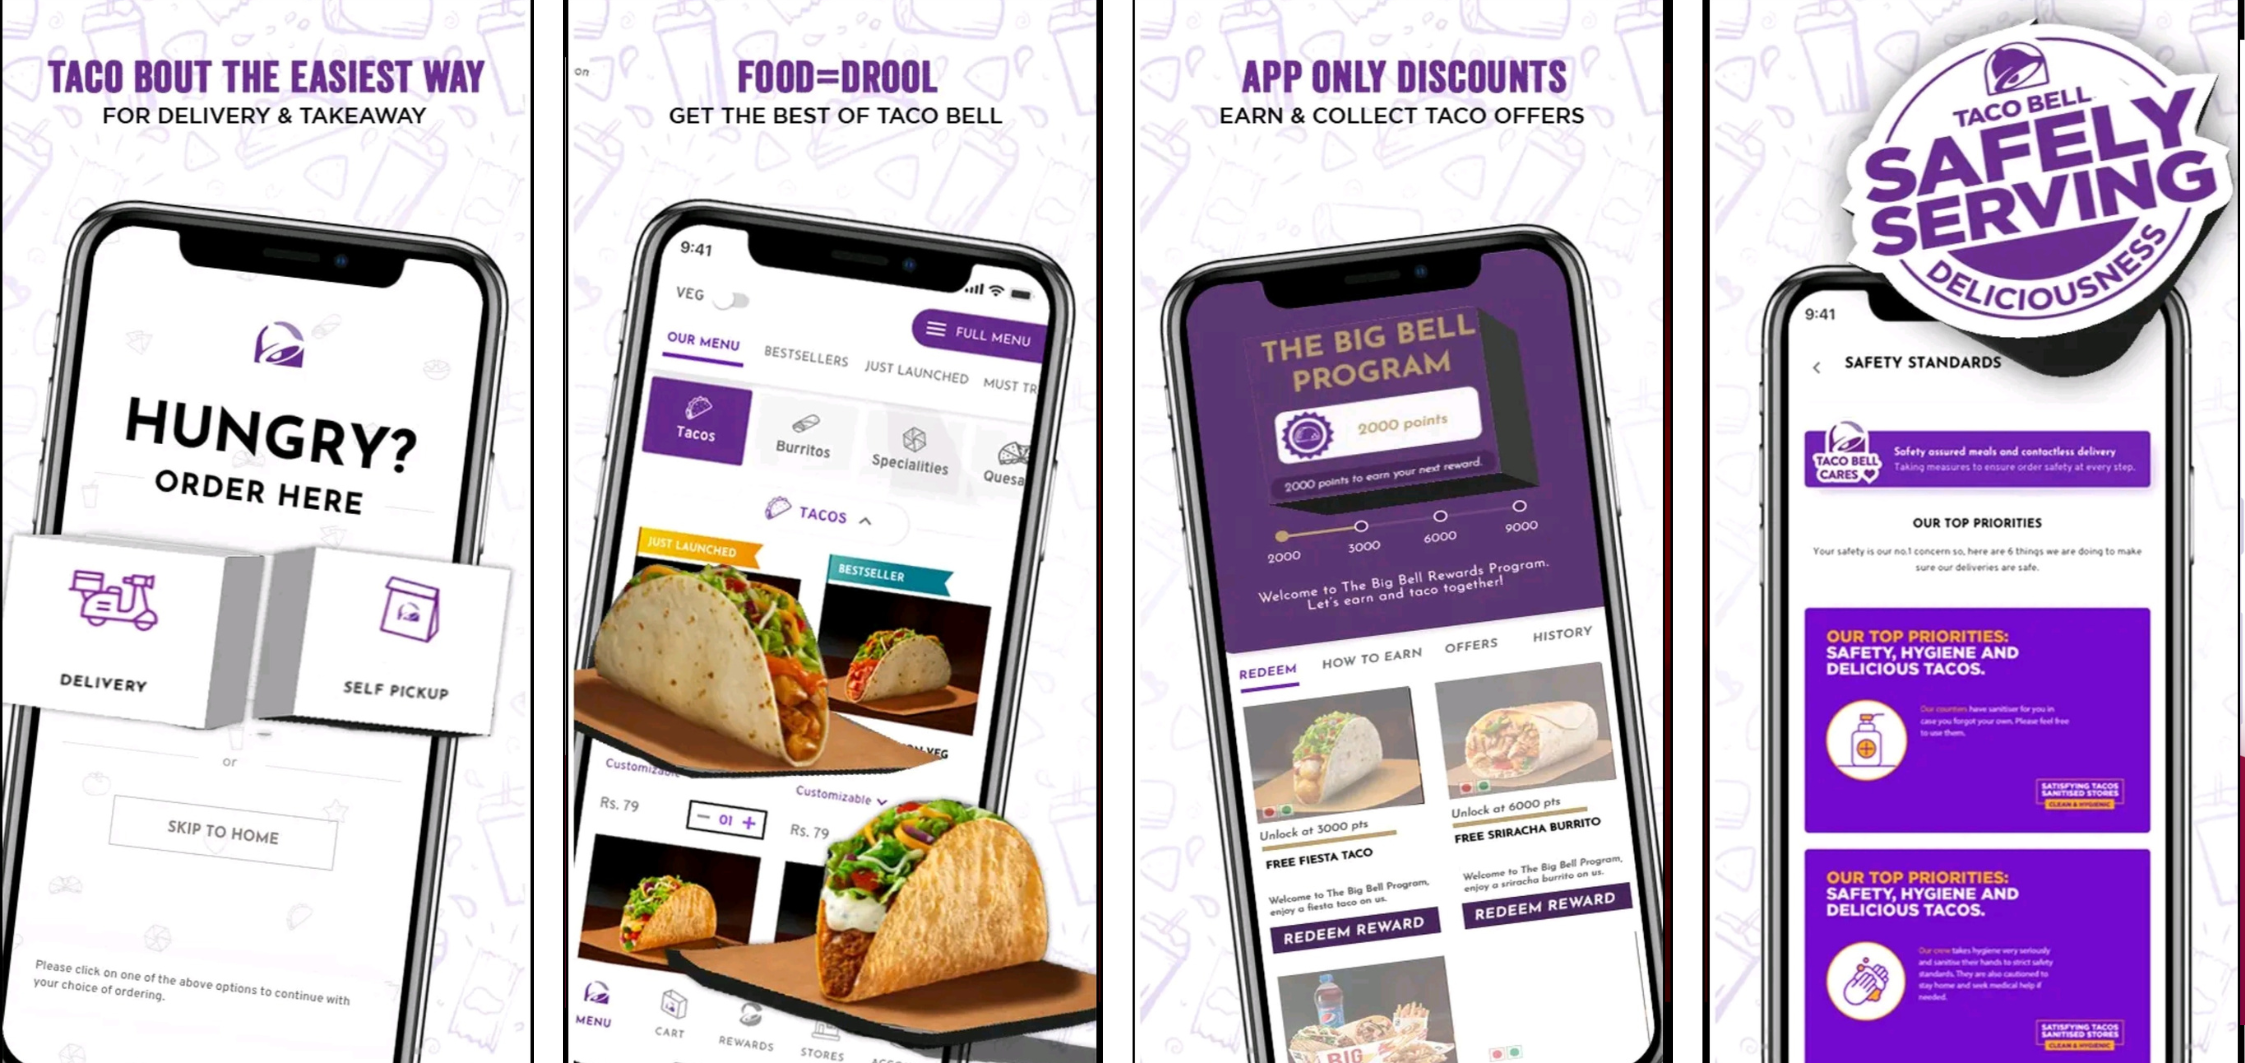 TACO BOUT THE EASIEST WAY
FOR DELIVERY & TAKEAWAY
HUNGRY?
ORDER HERE
DELIVERY
SELF PICKUP
or
SKIP TO HOME
Please click on one of the above options to continue with
your choice of ordering.
on
FOOD=DROOL
GET THE BEST OF TACO BELL
9:41
VEG
FULL MENU
OUR MENU
BESTSELLERS
JUST LAUNCHED
MUST TR
Tacos
Burritos
Specialities
Quesa
TACOS
JUST LAUNCHED
BESTSELLER
VEG
Customizable
Customizable
Rs. 79
01
Rs. 79
MENU
CART
REWARDS
STORES
APP ONLY DISCOUNTS
EARN & COLLECT TACO OFFERS
THE BIG BELL
PROGRAM
2000 points
2000 points to earn your next reward.
2000
3000
6000
9000
Welcome to The Big Bell Rewards Program.
Let's earn and taco together!
REDEEM
HOW TO EARN
OFFERS
HISTORY
Unlock at 3000 pts
FREE FIESTA TACO
Welcome to The Big Bell Program,
enjoy a fiesta taco on us.
REDEEM REWARD
Unlock at 6000 pts
FREE SRIRACHA BURRITO
Welcome to The Big Bell Program,
enjoy a sriracha burrito on us.
REDEEM REWARD
BIG
TACO BELL
SAFELY
SERVING
DELICIOUSNESS
9:41
SAFETY STANDARDS
TACO BELL
CARES
Safety assured meals and contactless delivery
Taking measures to ensure order safety at every step.
OUR TOP PRIORITIES
Your safety is our no.1 concern so, here are 6 things we are doing to make
sure our deliveries are safe.
OUR TOP PRIORITIES:
SAFETY, HYGIENE AND
DELICIOUS TACOS.
Our counters have sanitiser for you in
case you forgot your own. Please feel free
to use them.
SATISFYING TACOS
SANITISED STORES
CLEAN & HYGIENIC
OUR TOP PRIORITIES:
SAFETY, HYGIENE AND
DELICIOUS TACOS.
Our crew takes hygiene very seriously
and sanitise their hands to strict safety
standards. They are also cautioned to
stay home and seek medical help if
needed.
SATISFYING TACOS
SANITISED STORES
CLEAN & HYGIENIC